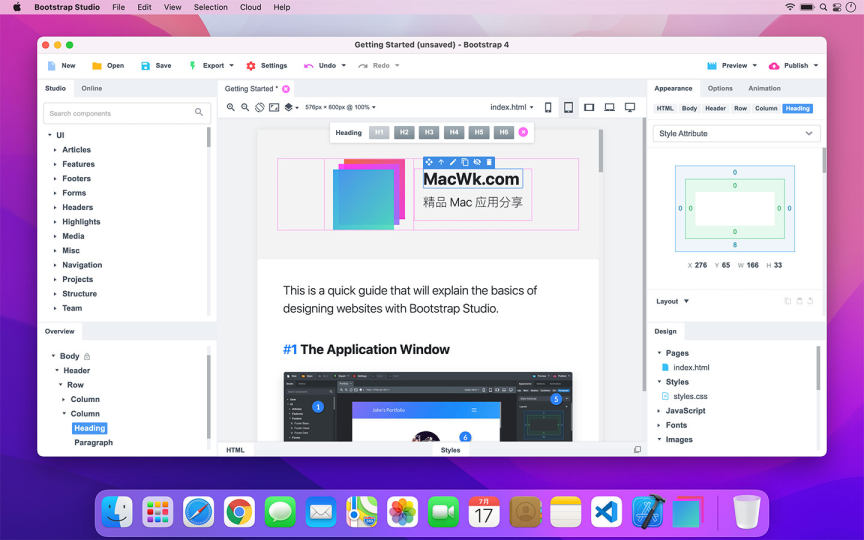 Bootstrap Studio File Edit View Selection Cloud Help
Getting Started (unsaved) - Bootstrap 4
New Open Save Export Settings Undo Redo Preview Publish
Studio Online
Search components
UI
Articles
Features
Footers
Forms
Headers
Highlights
Media
Misc
Navigation
Projects
Structure
Team
Overview
Body
Header
Row
Column
Column
Heading
Paragraph
Getting Started *
576px × 600px @ 100% index.html
Heading H1 H2 H3 H4 H5 H6
MacWk.com
精品 Mac 应用分享
This is a quick guide that will explain the basics of
designing websites with Bootstrap Studio.
#1 The Application Window
John's Portfolio
1
5
6
HTML Styles
Appearance Options Animation
HTML Body Header Row Column Heading
Style Attribute
0
0
0 0 0 0
0
8
X 276 Y 65 W 166 H 33
Layout
Design
Pages
index.html
Styles
styles.css
JavaScript
Fonts
Images
7月
17